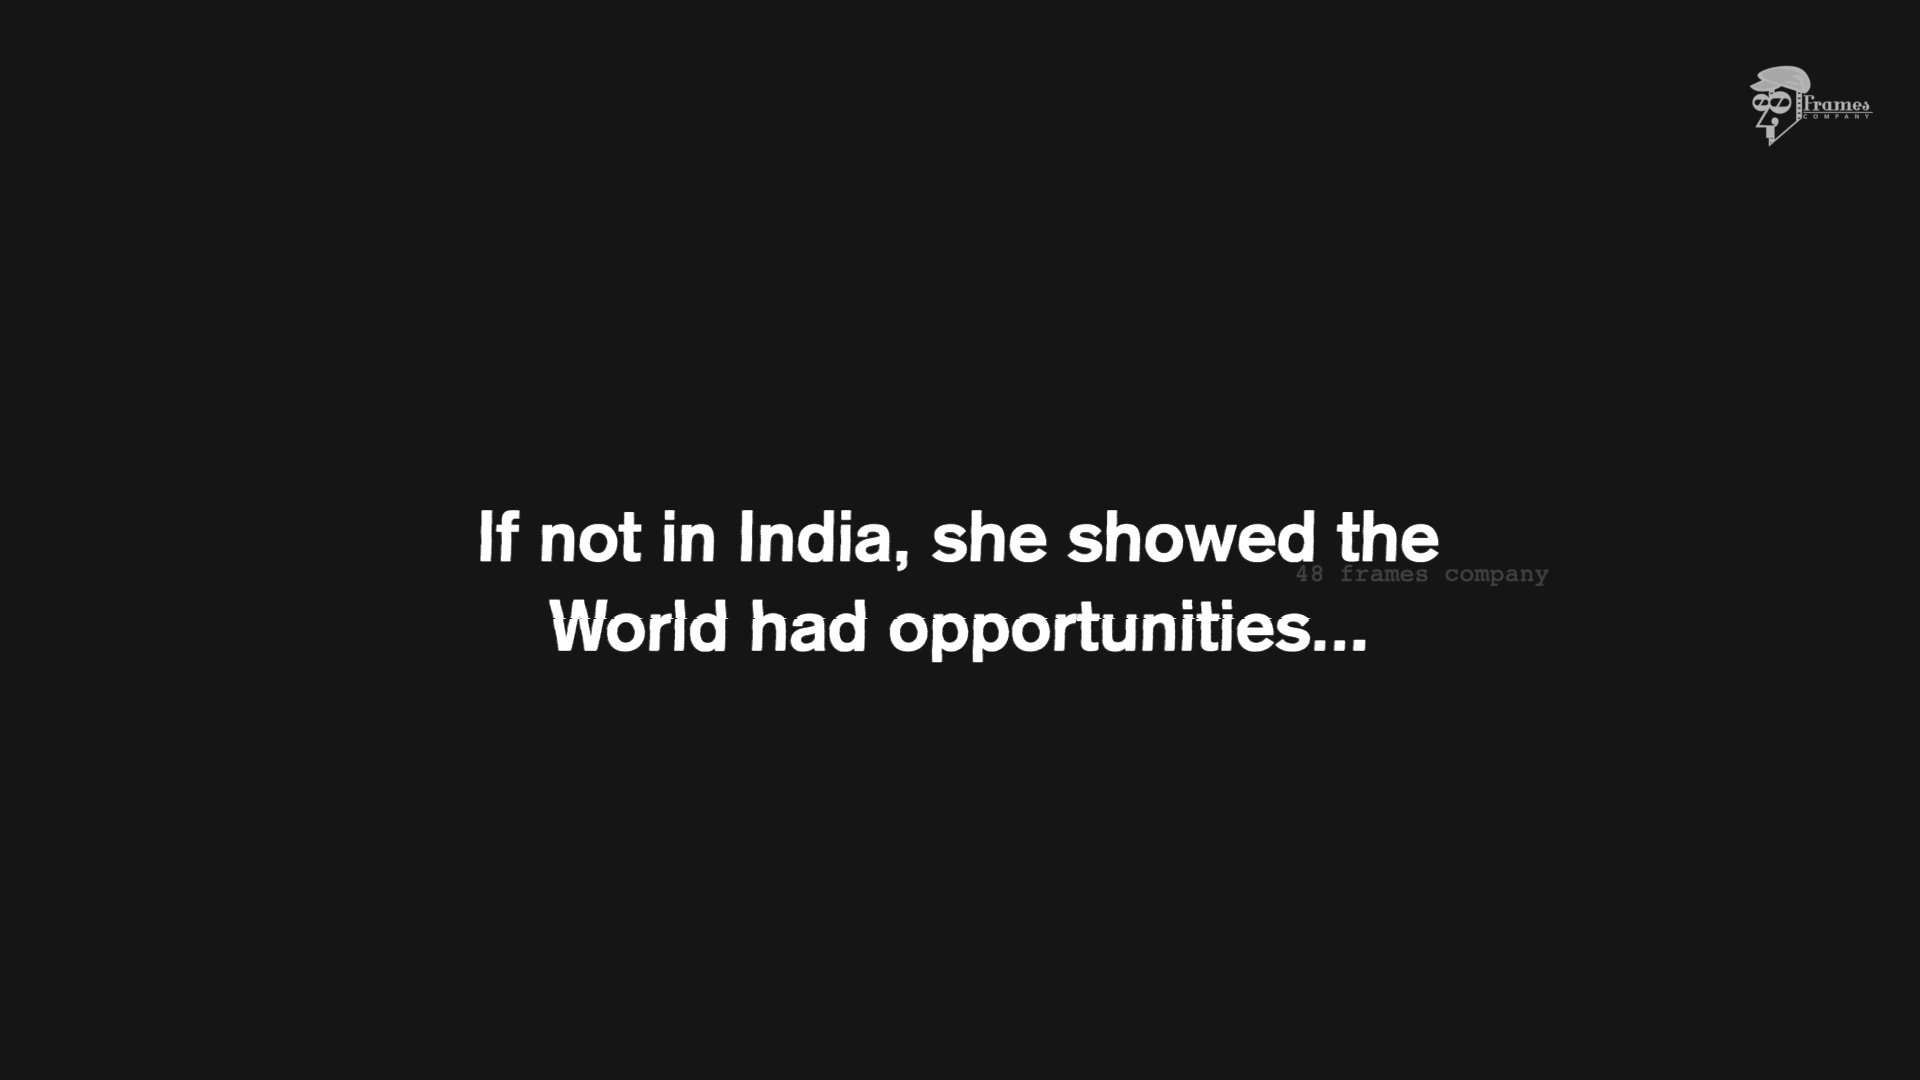 Frames
COMPANY
If not in India, she showed the
48 frames company
World had opportunities...